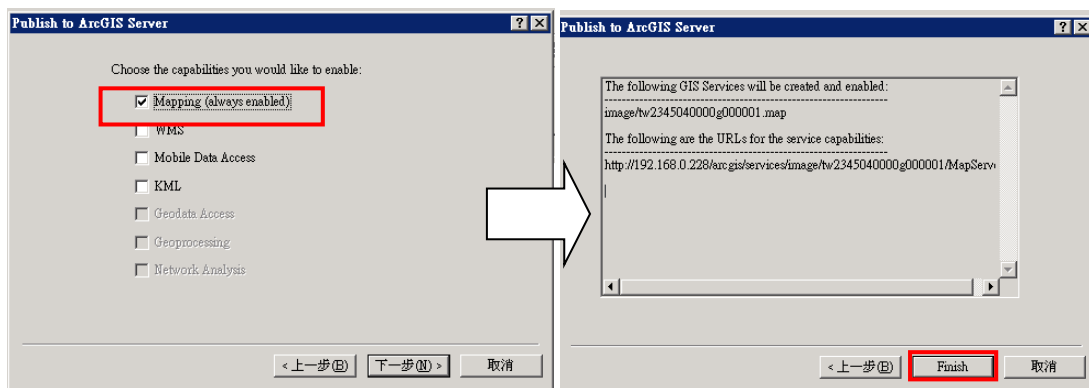 Publish to ArcGIS Server
Choose the capabilities you would like to enable:
Mapping (always enabled)
WMS
Mobile Data Access
KML
Geodata Access
Geoprocessing
Network Analysis
<上一步(B)
下一步(N)>
取消
Publish to ArcGIS Server
The following GIS Services will be created and enabled:
------------------------------------------------------------
image/tw2345040000g000001.map
The following are the URLs for the service capabilities:
------------------------------------------------------------
http://192.168.0.228/arcgis/services/image/tw2345040000g000001/MapServ
<上一步(B)
Finish
取消